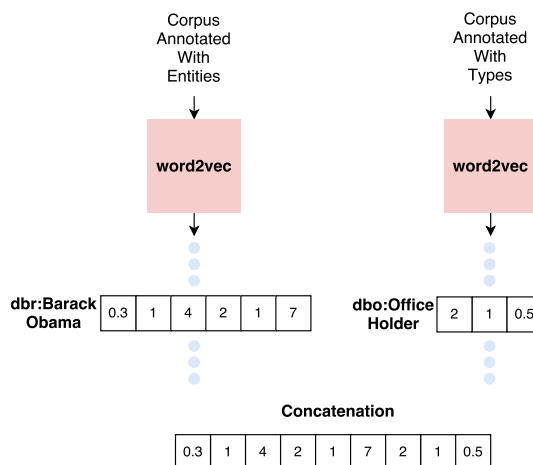 Corpus
Annotated
With
Entities
Corpus
Annotated
With
Types
word2vec
word2vec
dbr:Barack
Obama
0.3 1 4 2 1 7
dbo:Office
Holder
2 1 0.5
Concatenation
0.3 1 4 2 1 7 2 1 0.5